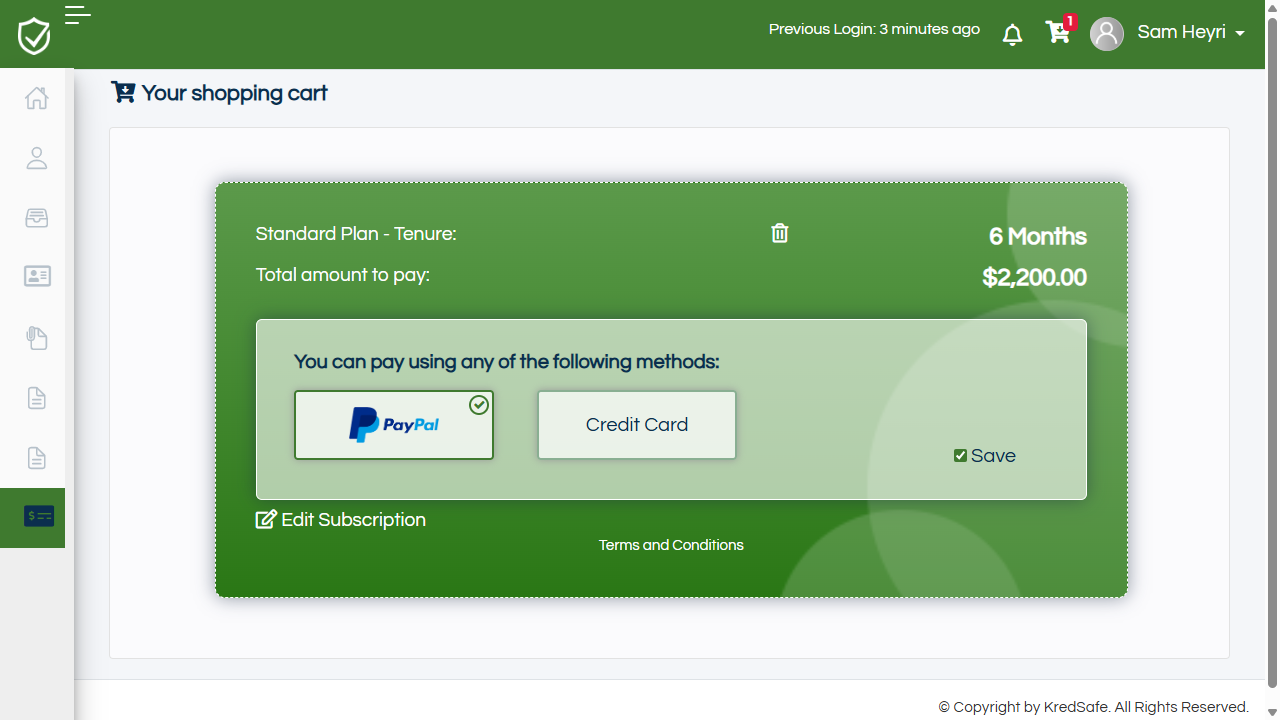 Previous Login: 3 minutes ago
1
Sam Heyri
Your shopping cart
Standard Plan - Tenure:
6 Months
Total amount to pay:
$2,200.00
You can pay using any of the following methods:
PayPal
Credit Card
Save
Edit Subscription
Terms and Conditions
© Copyright by KredSafe. All Rights Reserved.